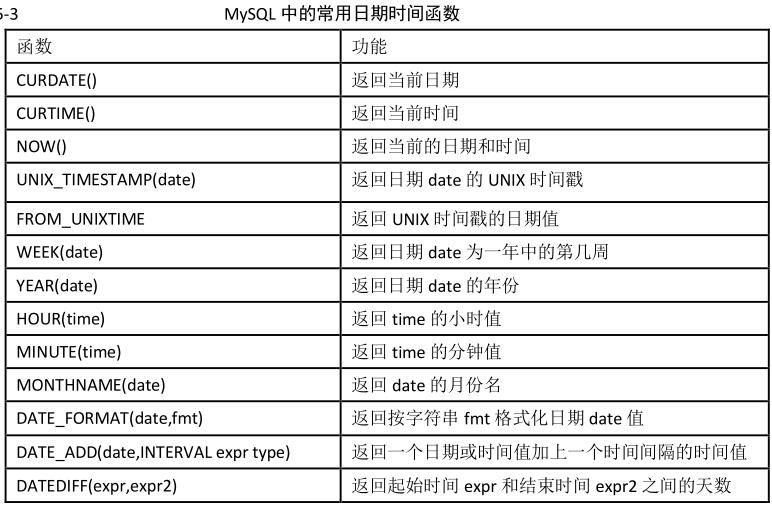 5-3 MySQL 中的常用日期时间函数
函数 功能
CURDATE() 返回当前日期
CURTIME() 返回当前时间
NOW() 返回当前的日期和时间
UNIX_TIMESTAMP(date) 返回日期 date 的 UNIX 时间戳
FROM_UNIXTIME 返回 UNIX 时间戳的日期值
WEEK(date) 返回日期 date 为一年中的第几周
YEAR(date) 返回日期 date 的年份
HOUR(time) 返回 time 的小时值
MINUTE(time) 返回 time 的分钟值
MONTHNAME(date) 返回 date 的月份名
DATE_FORMAT(date,fmt) 返回按字符串 fmt 格式化日期 date 值
DATE_ADD(date,INTERVAL expr type) 返回一个日期或时间值加上一个时间间隔的时间值
DATEDIFF(expr,expr2) 返回起始时间 expr 和结束时间 expr2 之间的天数